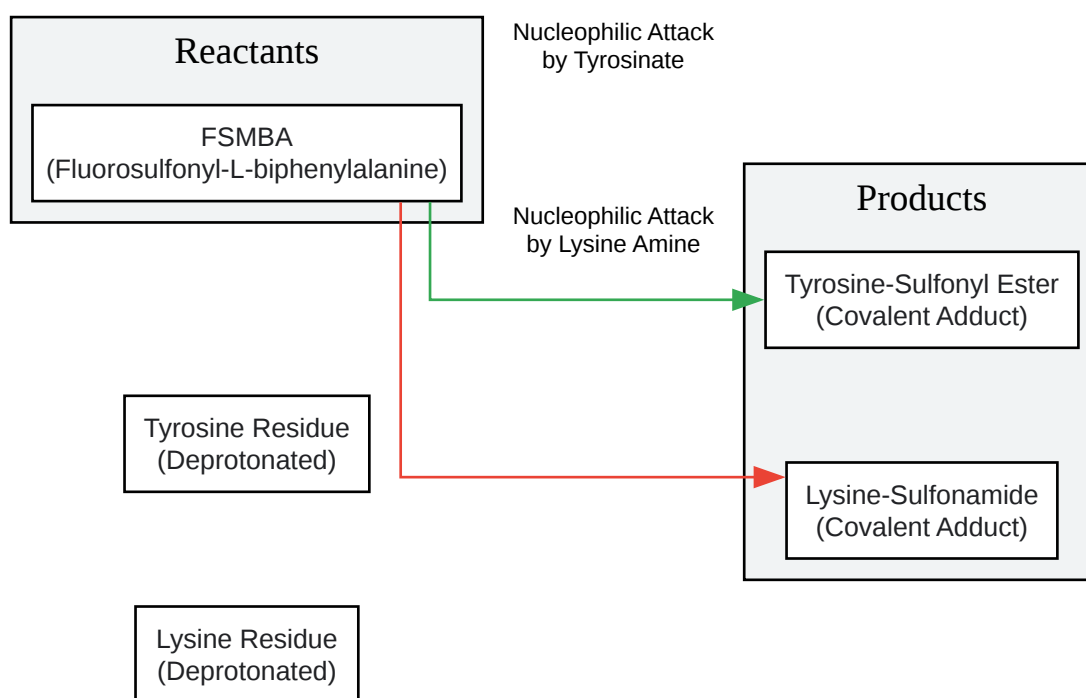 Reactants
FSMBA
(Fluorosulfonyl-L-biphenylalanine)
Nucleophilic Attack
by Tyrosinate
Nucleophilic Attack
by Lysine Amine
Products
Tyrosine-Sulfonyl Ester
(Covalent Adduct)
Tyrosine Residue
(Deprotonated)
Lysine-Sulfonamide
(Covalent Adduct)
Lysine Residue
(Deprotonated)